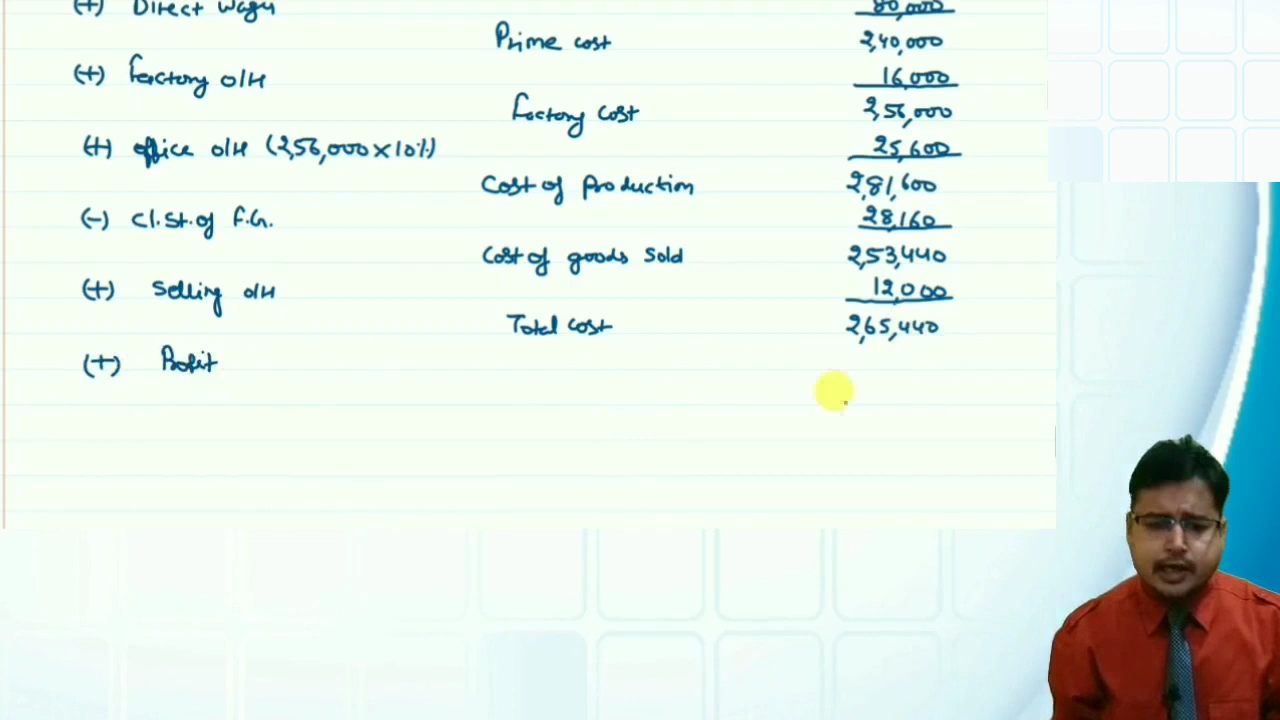 (+) Direct wages 80,000
Prime cost 2,40,000
(+) Factory o/H 16,000
Factory cost 2,56,000
(+) office o/H (2,56,000 x 10%) 25,600
Cost of production 2,81,600
(-) Cl. St. of F.G. 28,160
Cost of goods sold 2,53,440
(+) Selling o/H 12,000
Total cost 2,65,440
(+) Profit